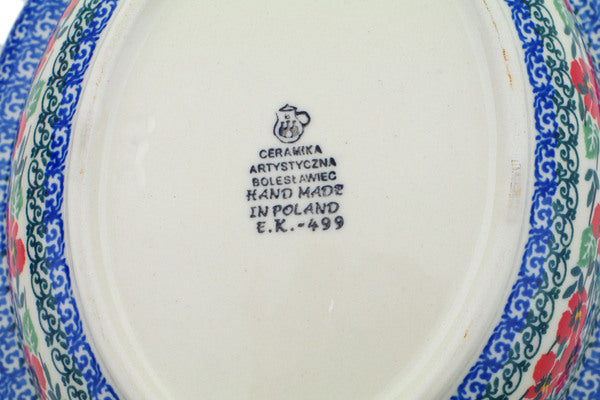 CERAMIKA
ARTYSTYCZNA
BOLESŁAWIEC
HAND MADE
IN POLAND
E.K.-499